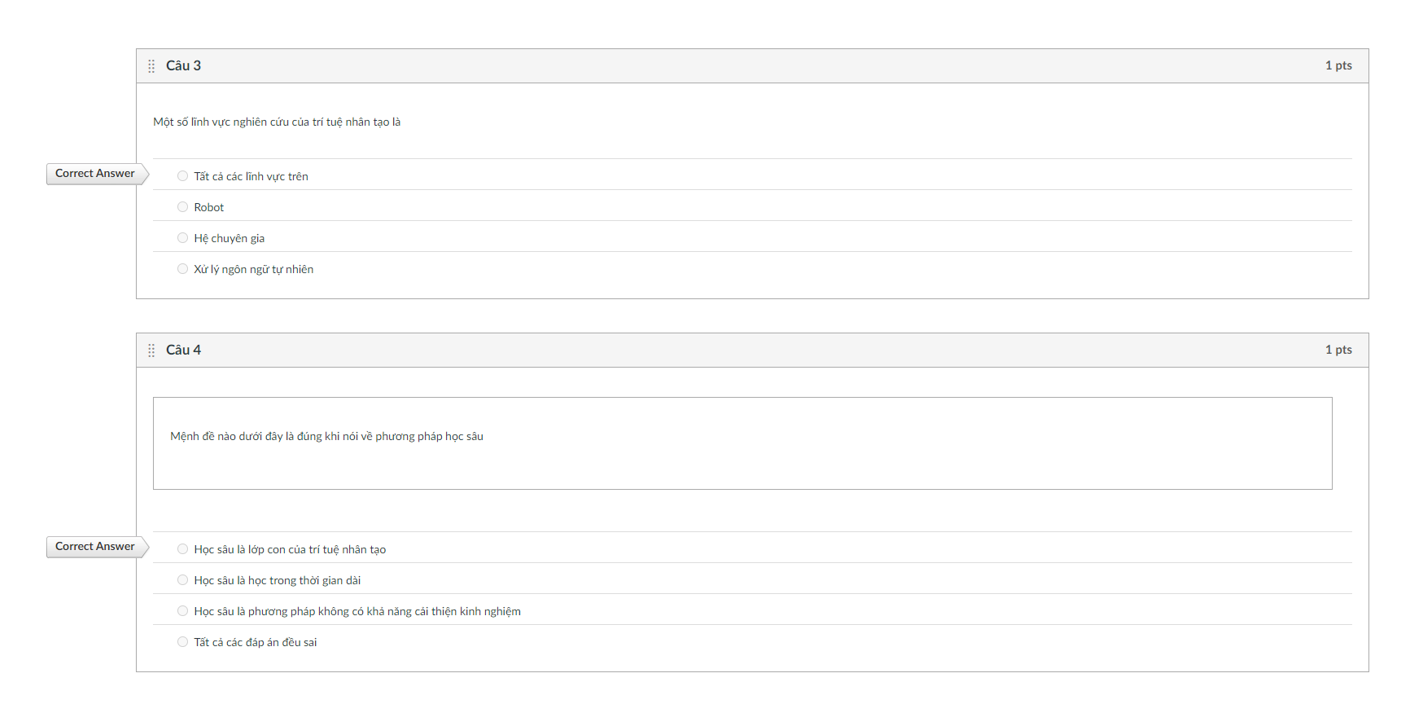 Câu 3
1 pts
Một số lĩnh vực nghiên cứu của trí tuệ nhân tạo là
Correct Answer
Tất cả các lĩnh vực trên
Robot
Hệ chuyên gia
Xử lý ngôn ngữ tự nhiên
Câu 4
1 pts
Mệnh đề nào dưới đây là đúng khi nói về phương pháp học sâu
Correct Answer
Học sâu là lớp con của trí tuệ nhân tạo
Học sâu là học trong thời gian dài
Học sâu là phương pháp không có khả năng cải thiện kinh nghiệm
Tất cả các đáp án đều sai